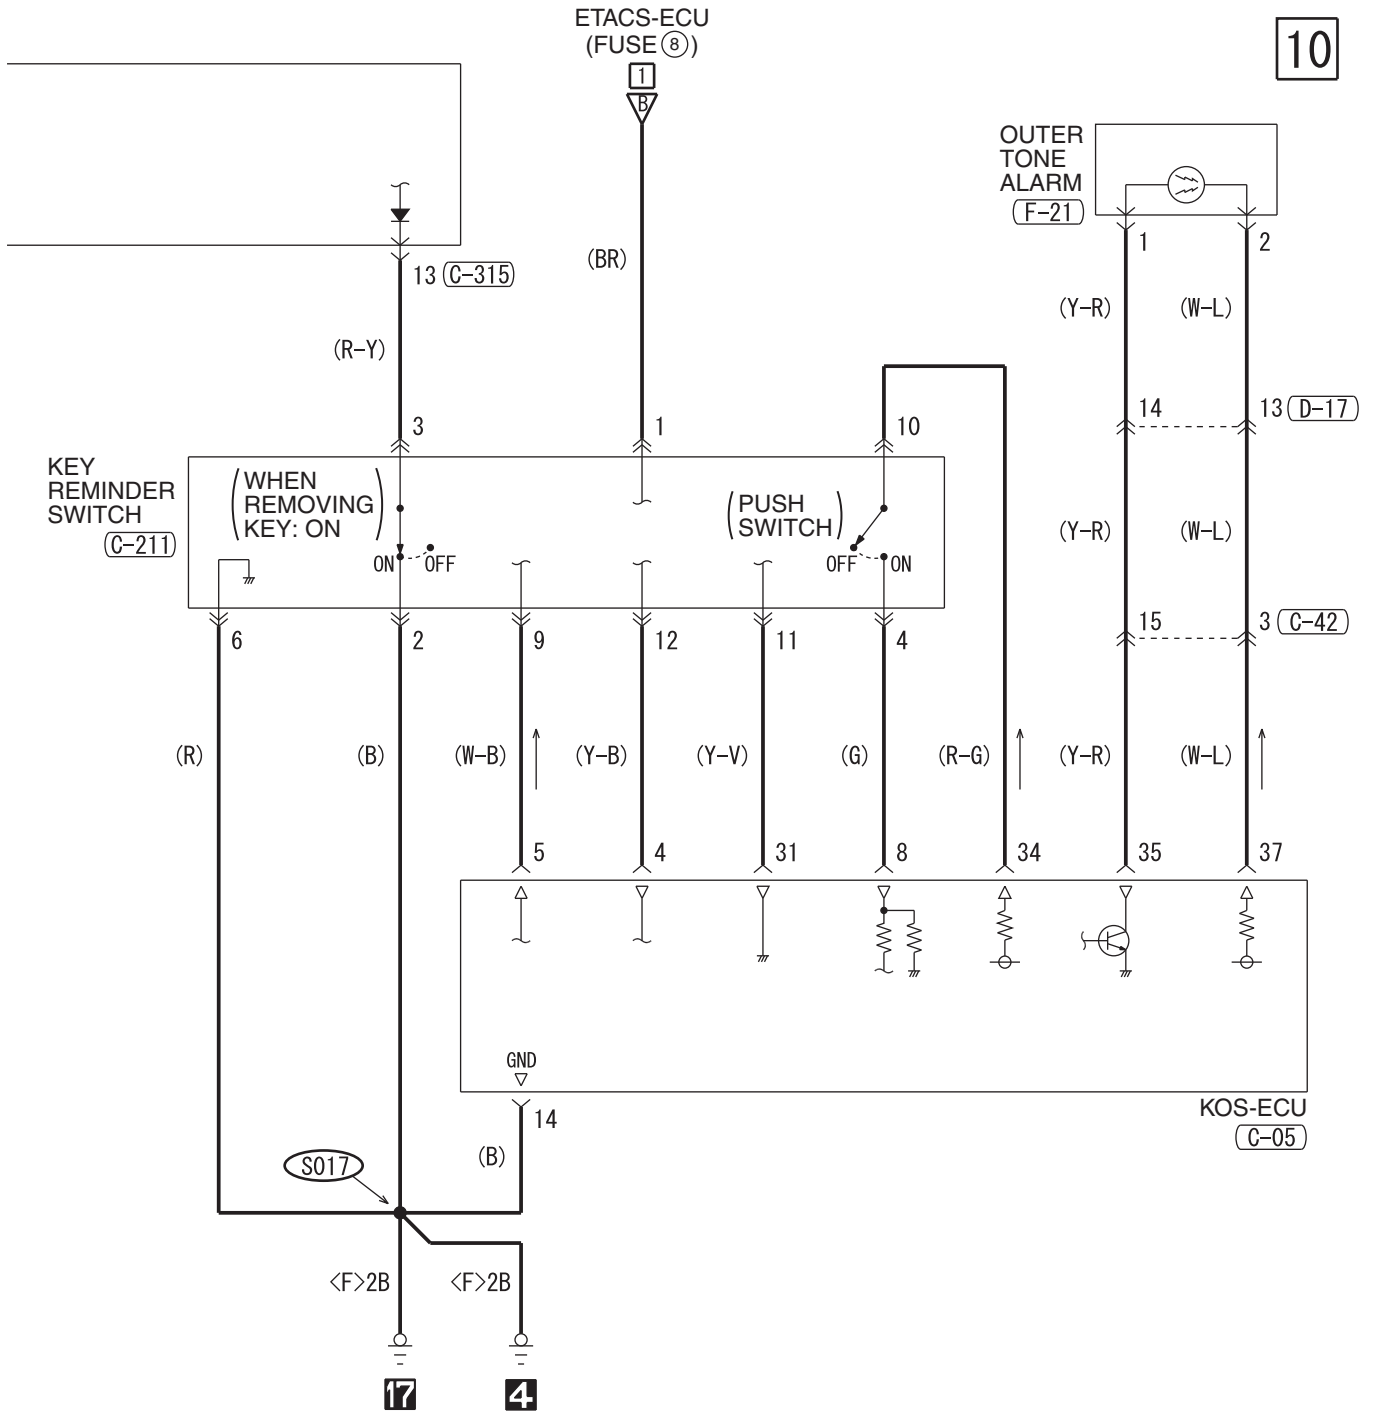 ETACS-ECU
(FUSE 8)
1
B
10
OUTER
TONE
ALARM
F-21
1 2
13 C-315
(BR)
(Y-R) (W-L)
(R-Y)
14 13 D-17
3 1 10
KEY
REMINDER
SWITCH
C-211
(WHEN
REMOVING
KEY: ON)
(PUSH
SWITCH)
(Y-R) (W-L)
ON OFF OFF ON
15 3 C-42
6 2 9 12 11 4
(R) (B) (W-B) (Y-B) (Y-V) (G) (R-G) (Y-R) (W-L)
5 4 31 8 34 35 37
GND
14
KOS-ECU
C-05
(B)
S017
<F>2B <F>2B
17 4